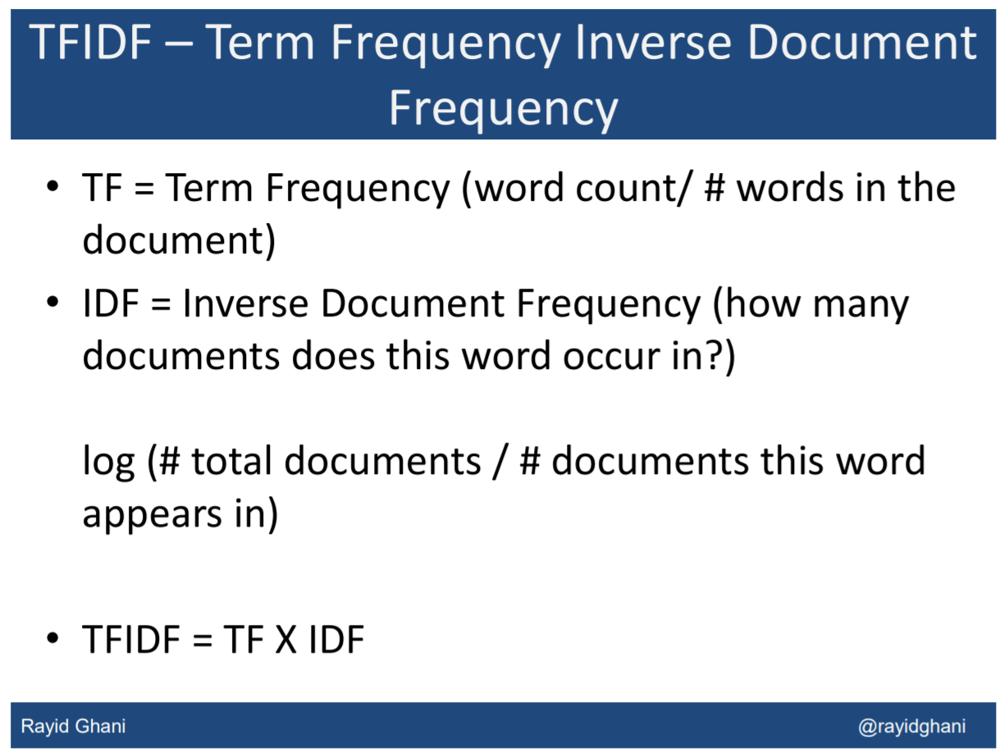 TFIDF – Term Frequency Inverse Document
Frequency
• TF = Term Frequency (word count/ # words in the
document)
• IDF = Inverse Document Frequency (how many
documents does this word occur in?)
log (# total documents / # documents this word
appears in)
• TFIDF = TF X IDF
Rayid Ghani
@rayidghani